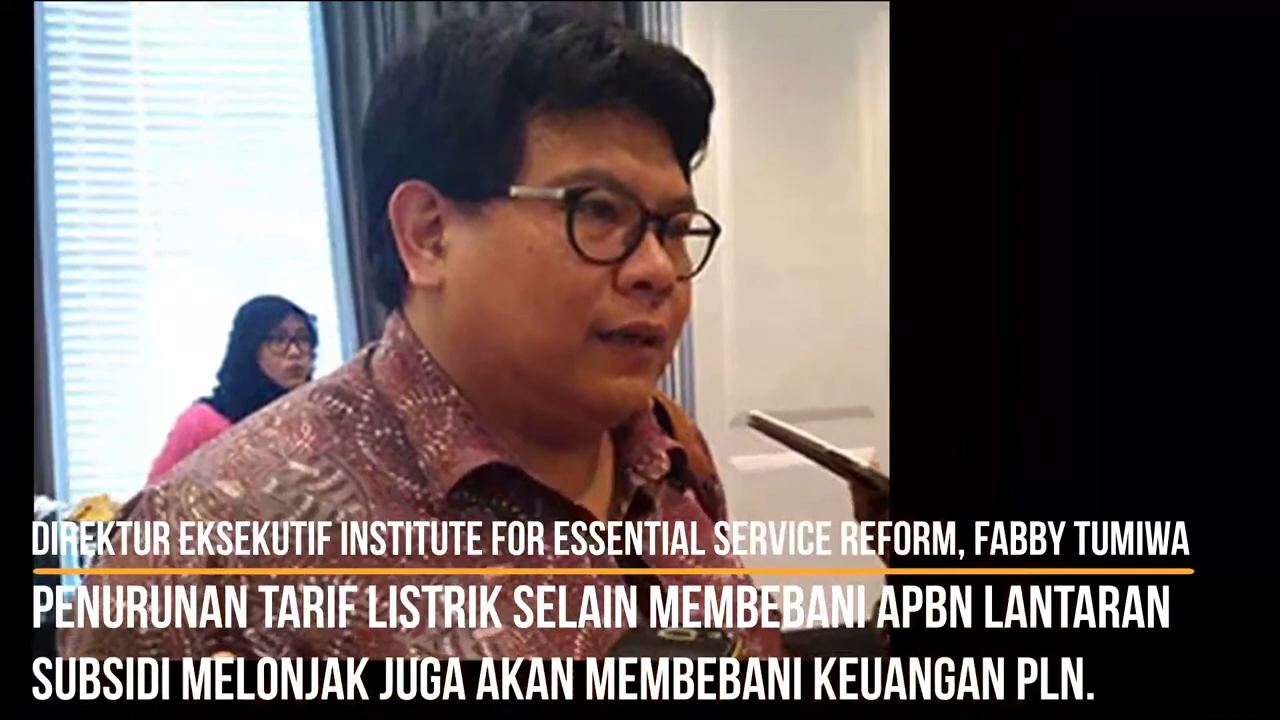 DIREKTUR EKSEKUTIF INSTITUTE FOR ESSENTIAL SERVICE REFORM, FABBY TUMIWA
PENURUNAN TARIF LISTRIK SELAIN MEMBEBANI APBN LANTARAN
SUBSIDI MELONJAK JUGA AKAN MEMBEBANI KEUANGAN PLN.